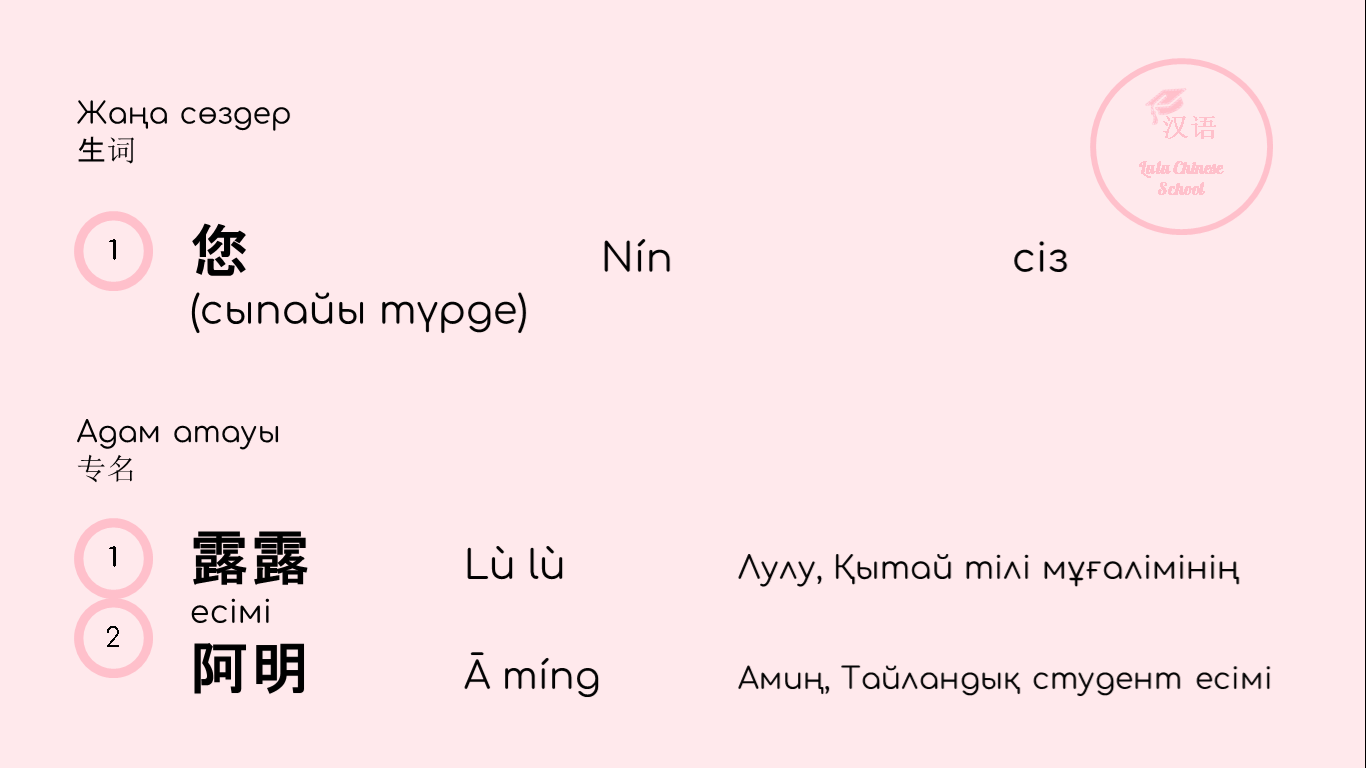 Жаңа сөздер
生词
汉语
Lulu Chinese
School
1 您 Nín сіз
(сыпайы түрде)
Адам атауы
专名
1 露露 Lù lù Лулу, Қытай тілі мұғалімінің
есімі
2 阿明 Ā míng Амиң, Тайландық студент есімі